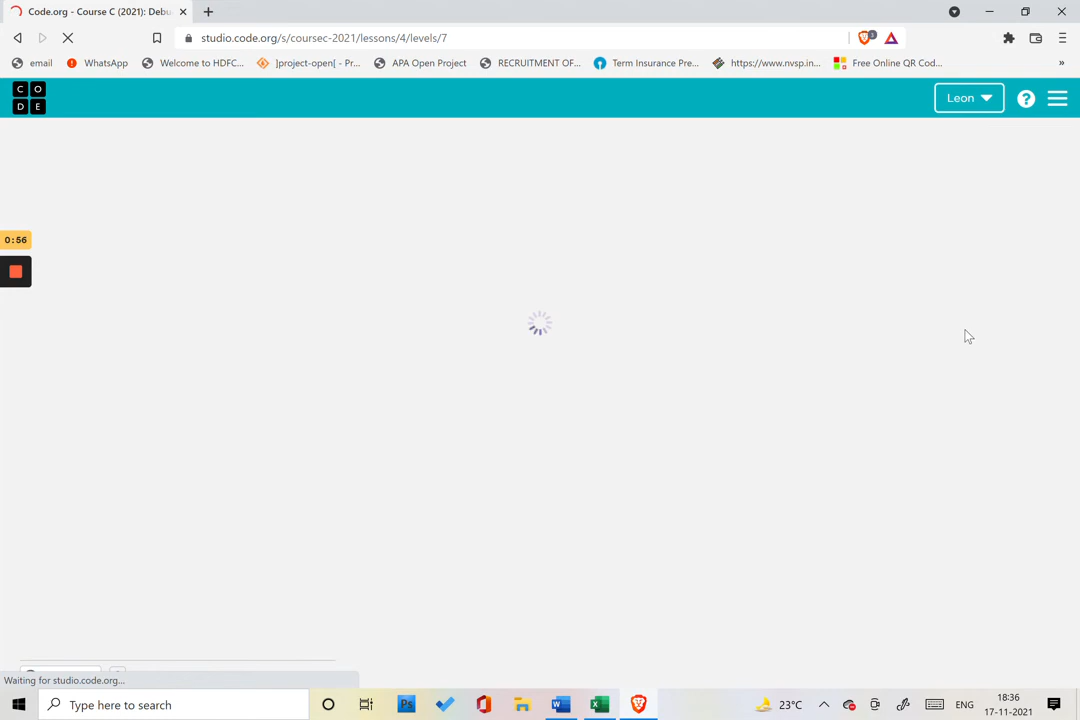 Code.org - Course C (2021): Debu
studio.code.org/s/coursec-2021/lessons/4/levels/7
3
email
WhatsApp
Welcome to HDFC...
]project-open[ - Pr...
APA Open Project
RECRUITMENT OF...
Term Insurance Pre...
https://www.nvsp.in...
Free Online QR Cod...
»
C O
D E
Leon
?
0:56
Waiting for studio.code.org...
Type here to search
Ps
W
X
23°C
ENG
18:36
17-11-2021